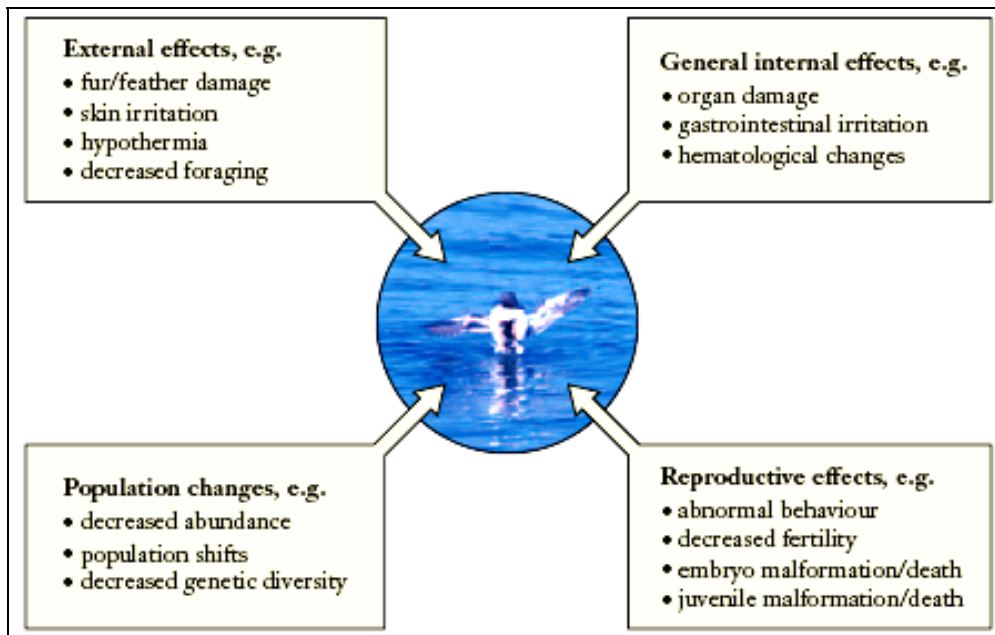 External effects, e.g.
• fur/feather damage
• skin irritation
• hypothermia
• decreased foraging
General internal effects, e.g.
• organ damage
• gastrointestinal irritation
• hematological changes
Population changes, e.g.
• decreased abundance
• population shifts
• decreased genetic diversity
Reproductive effects, e.g.
• abnormal behaviour
• decreased fertility
• embryo malformation/death
• juvenile malformation/death